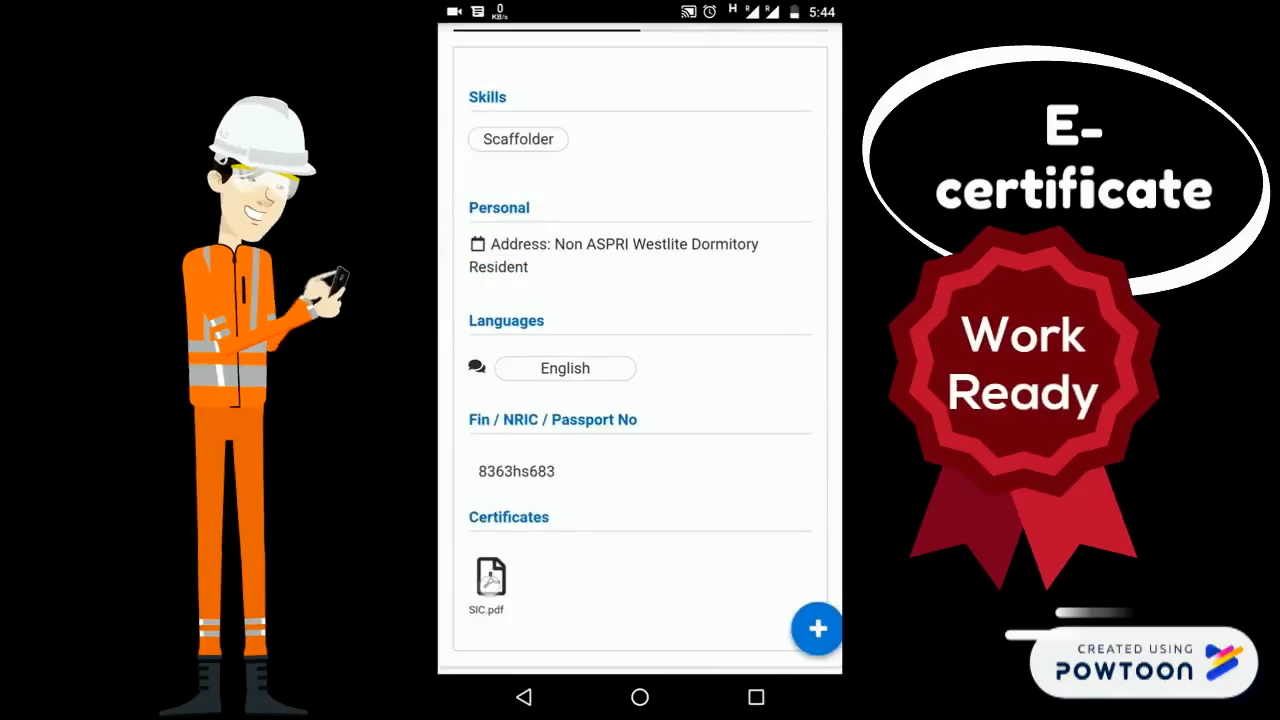 0
KB/s
H R R 5:44
Skills
Scaffolder
Personal
Address: Non ASPRI Westlite Dormitory
Resident
Languages
English
Fin / NRIC / Passport No
8363hs683
Certificates
SIC.pdf
+
E-
certificate
Work
Ready
CREATED USING
POWTOON